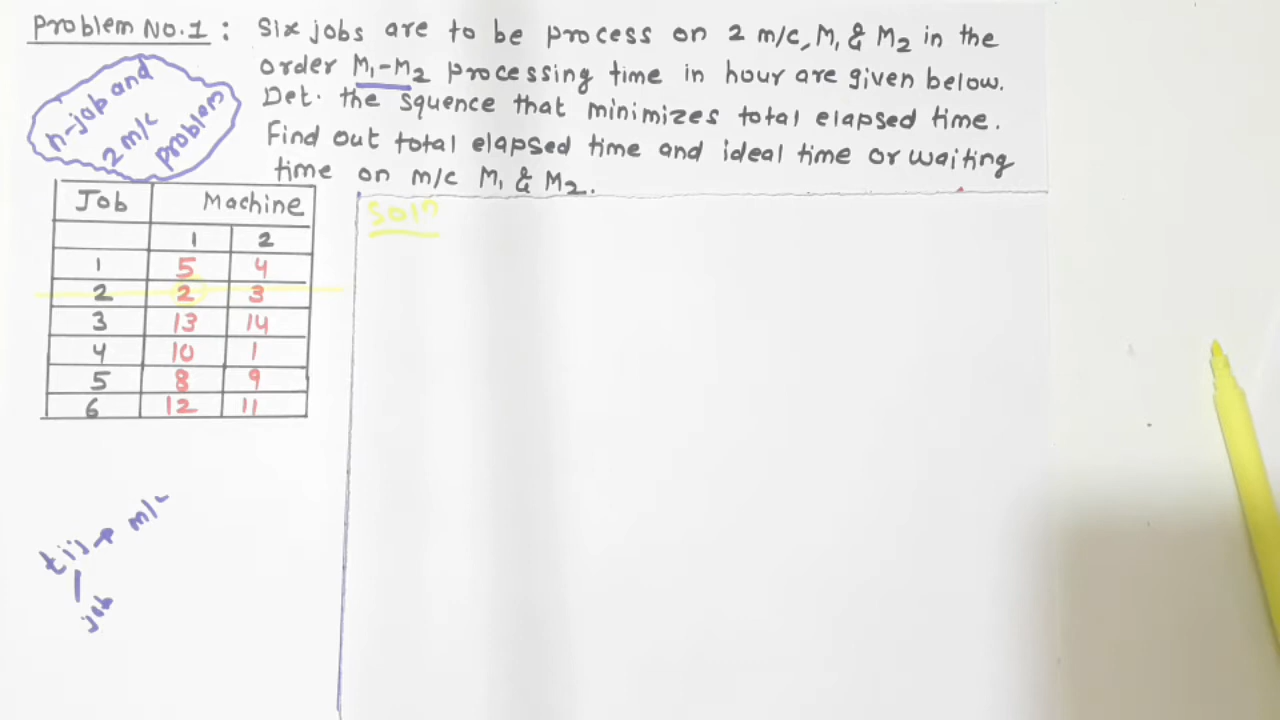 Problem No.1 : Six jobs are to be process on 2 m/c, M1 & M2 in the
order M1-M2 processing time in hour are given below.
Det. the squence that minimizes total elapsed time.
Find out total elapsed time and ideal time or waiting
time on m/c M1 & M2.
n-job and
2 m/c
problem
Job Machine
1 2
1 5 4
2 2 3
3 13 14
4 10 1
5 8 9
6 12 11
Soln
tij → m/c
job